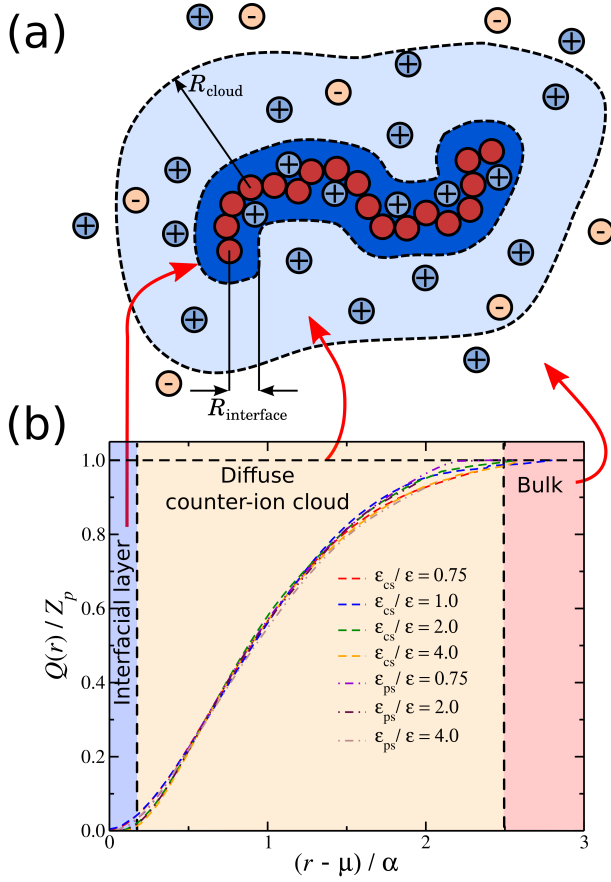 (a)
R_cloud
R_interface
(b)
Q(r) / Z_p
1.0
0.8
0.6
0.4
0.2
0.0
Interfacial layer
Diffuse
counter-ion cloud
Bulk
ε_cs / ε = 0.75
ε_cs / ε = 1.0
ε_cs / ε = 2.0
ε_cs / ε = 4.0
ε_ps / ε = 0.75
ε_ps / ε = 2.0
ε_ps / ε = 4.0
0 1 2 3
(r - μ) / α